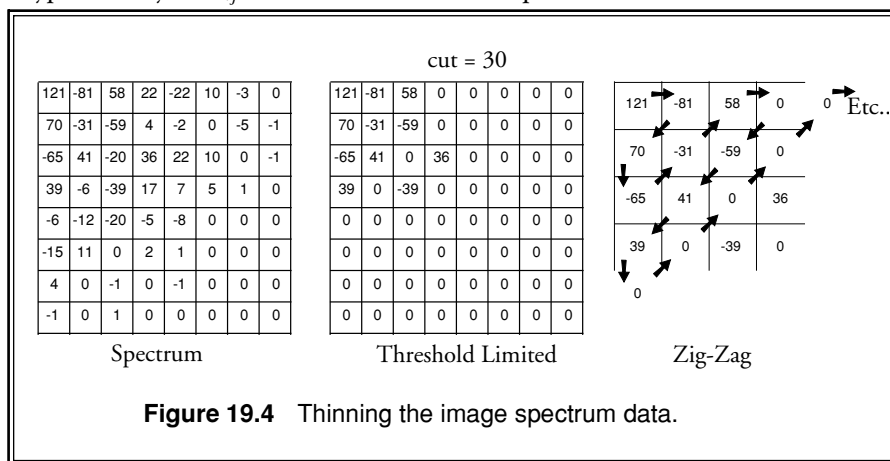 cut = 30
121 -81 58 22 -22 10 -3 0
70 -31 -59 4 -2 0 -5 -1
-65 41 -20 36 22 10 0 -1
39 -6 -39 17 7 5 1 0
-6 -12 -20 -5 -8 0 0 0
-15 11 0 2 1 0 0 0
4 0 -1 0 -1 0 0 0
-1 0 1 0 0 0 0 0
Spectrum
121 -81 58 0 0 0 0 0
70 -31 -59 0 0 0 0 0
-65 41 0 36 0 0 0 0
39 0 -39 0 0 0 0 0
0 0 0 0 0 0 0 0
0 0 0 0 0 0 0 0
0 0 0 0 0 0 0 0
0 0 0 0 0 0 0 0
Threshold Limited
121 -81 58 0 0 Etc..
70 -31 -59 0
-65 41 0 36
39 0 -39 0
0
Zig-Zag
Figure 19.4 Thinning the image spectrum data.